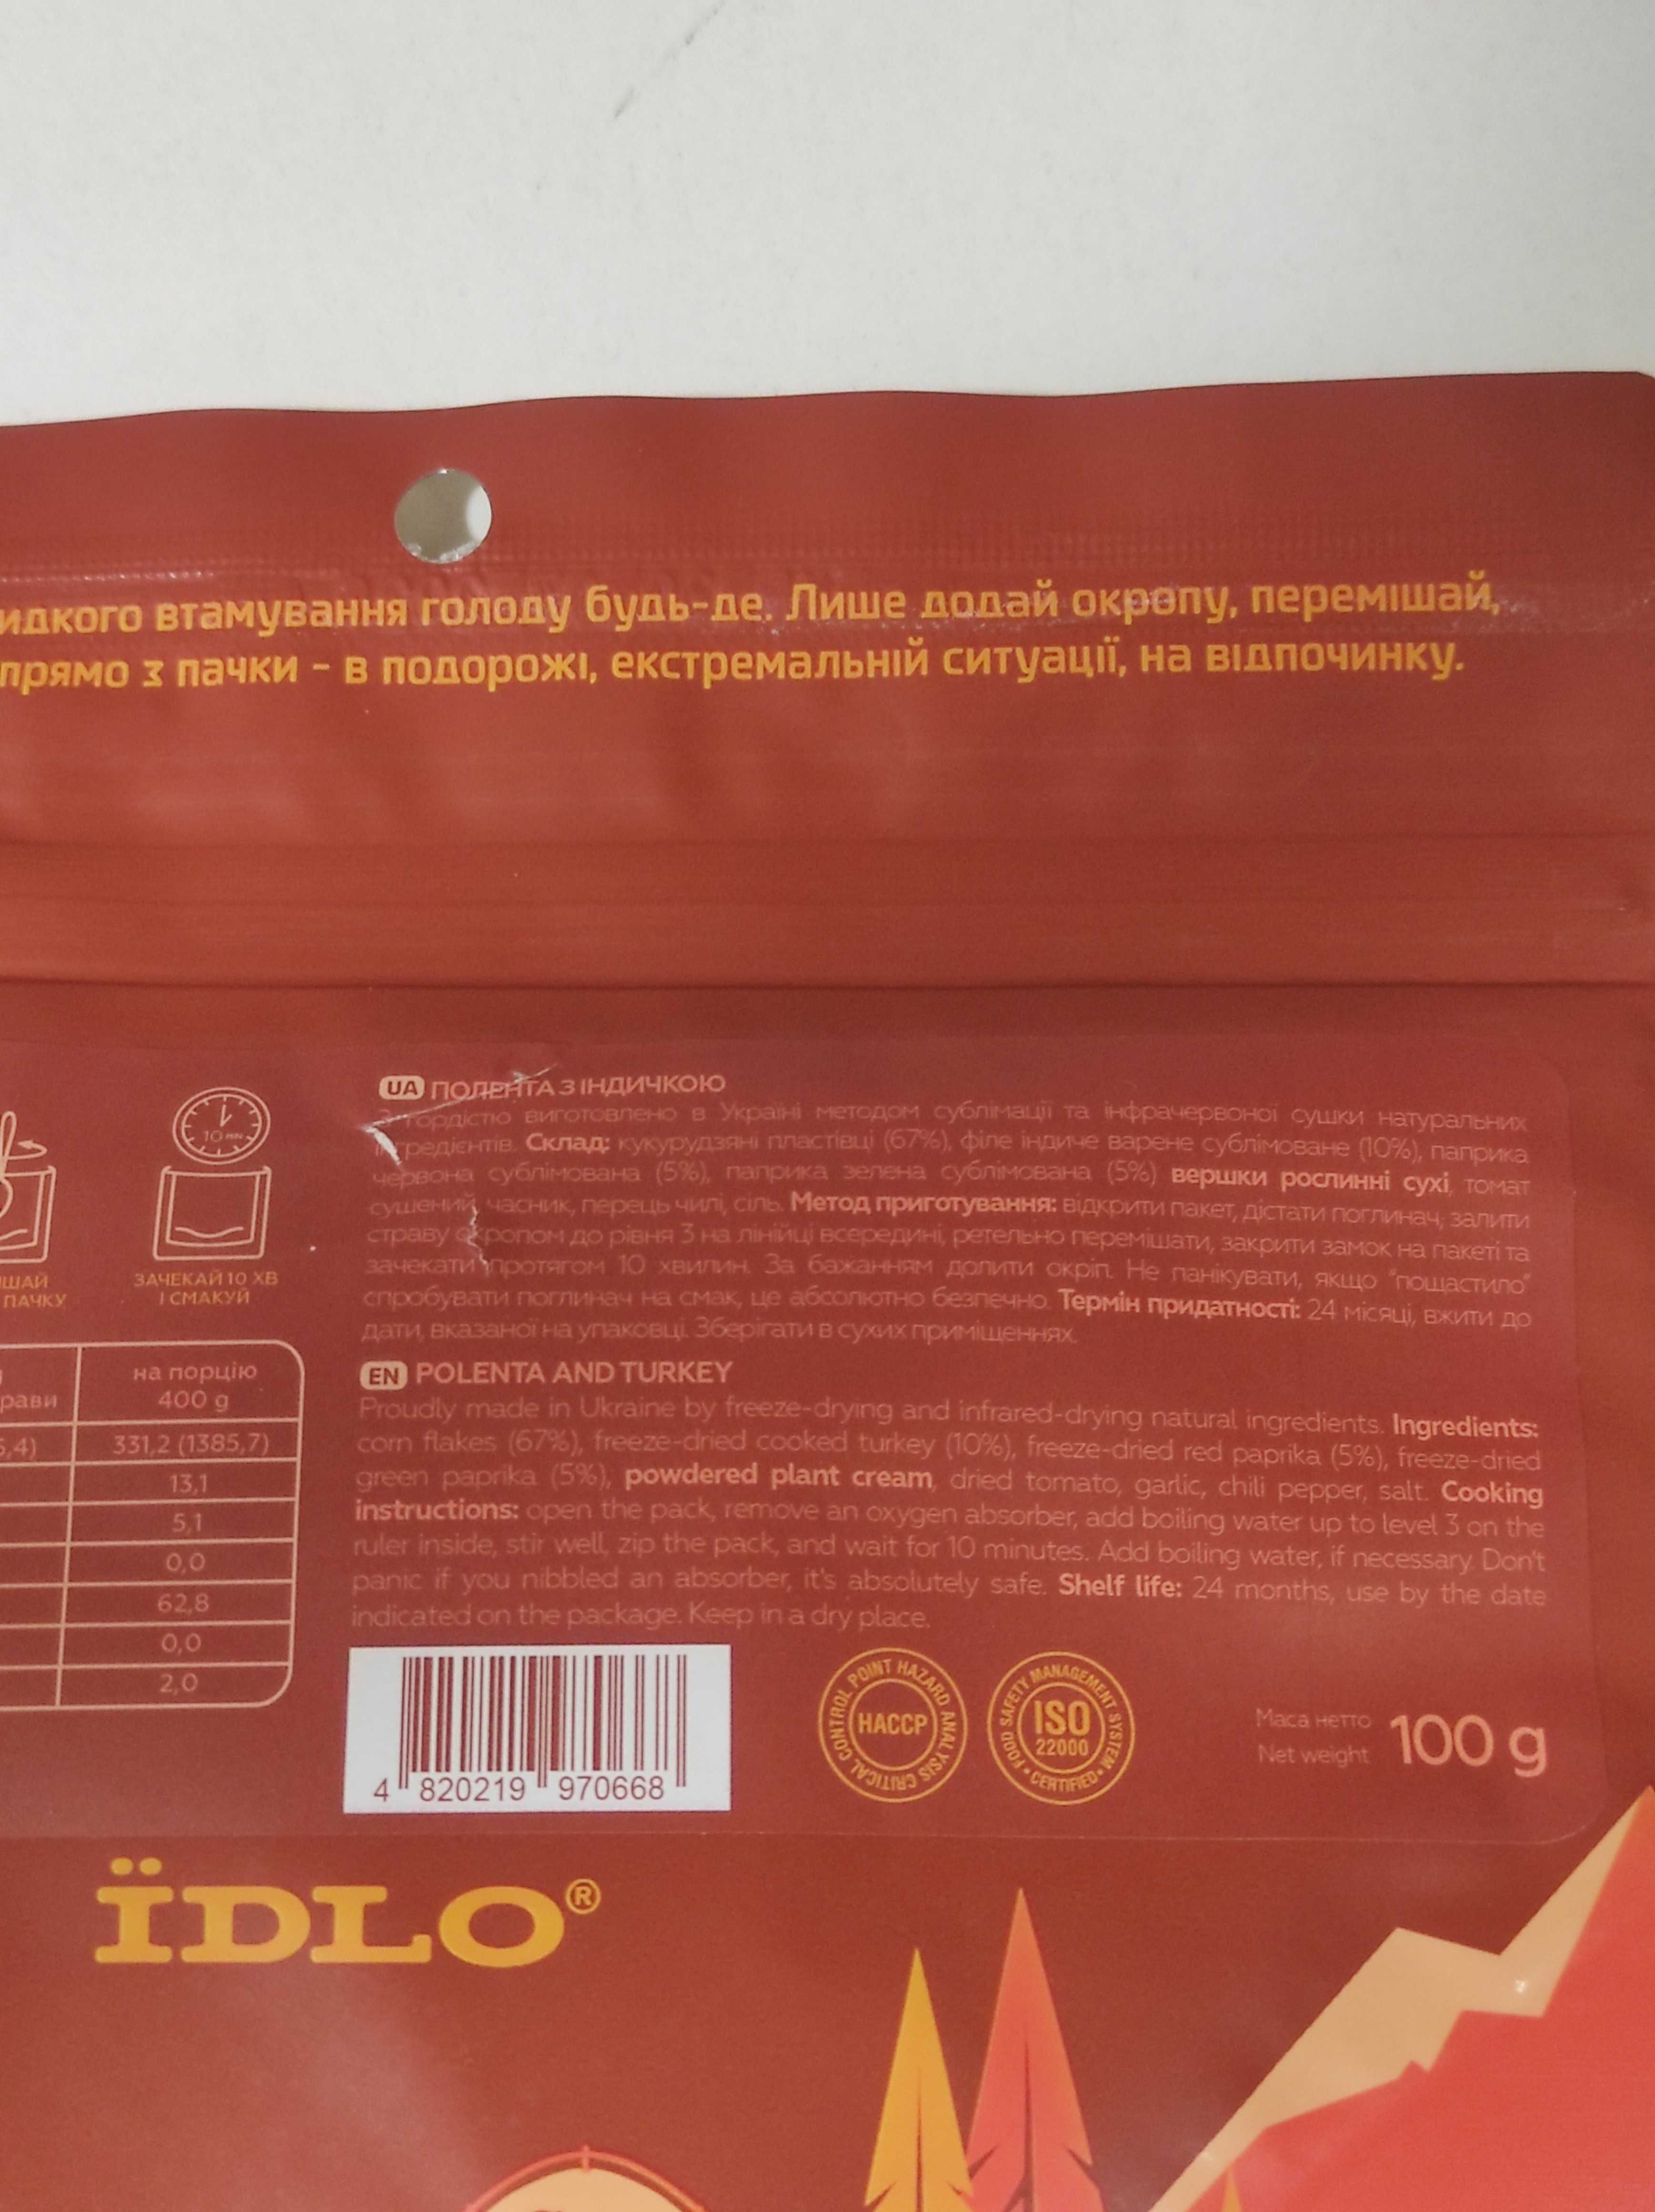 идкого втамування голоду будь-де. Лише додай окропу, перемішай,
прямо з пачки – в подорожі, екстремальній ситуації, на відпочинку.
10 min
ШАЙ
ПАЧКУ
ЗАЧЕКАЙ 10 ХВ
І СМАКУЙ
рави
на порцію
400 g
5,4)
331,2 (1385,7)
13,1
5,1
0,0
62,8
0,0
2,0
UA ПОЛЕНТА З ІНДИЧКОЮ
З гордістю виготовлено в Україні методом сублімації та інфрачервоної сушки натуральних
редієнтів. Склад: кукурудзяні пластівці (67%), філе індиче варене сублімоване (10%), паприка
червона сублімована (5%), паприка зелена сублімована (5%) вершки рослинні сухі, томат
сушений, часник, перець чилі, сіль. Метод приготування: відкрити пакет, дістати поглинач, залити
страву окропом до рівня 3 на лінійці всередині, ретельно перемішати, закрити замок на пакеті та
зачекати протягом 10 хвилин. За бажанням долити окріп. Не панікувати, якщо "пощастило"
спробувати поглинач на смак, це абсолютно безпечно. Термін придатності: 24 місяці, вжити до
дати, вказаної на упаковці. Зберігати в сухих приміщеннях.
EN POLENTA AND TURKEY
Proudly made in Ukraine by freeze-drying and infrared-drying natural ingredients. Ingredients:
corn flakes (67%), freeze-dried cooked turkey (10%), freeze-dried red paprika (5%), freeze-dried
green paprika (5%), powdered plant cream, dried tomato, garlic, chili pepper, salt. Cooking
instructions: open the pack, remove an oxygen absorber, add boiling water up to level 3 on the
ruler inside, stir well, zip the pack, and wait for 10 minutes. Add boiling water, if necessary. Don't
panic if you nibbled an absorber, it's absolutely safe. Shelf life: 24 months, use by the date
indicated on the package. Keep in a dry place.
4 820219 970668
HAZARD ANALYSIS CRITICAL CONTROL POINT
HACCP
FOOD SAFETY MANAGEMENT SYSTEM
ISO
22000
• CERTIFIED •
Маса нетто
Net weight
100 g
ЇDLO®